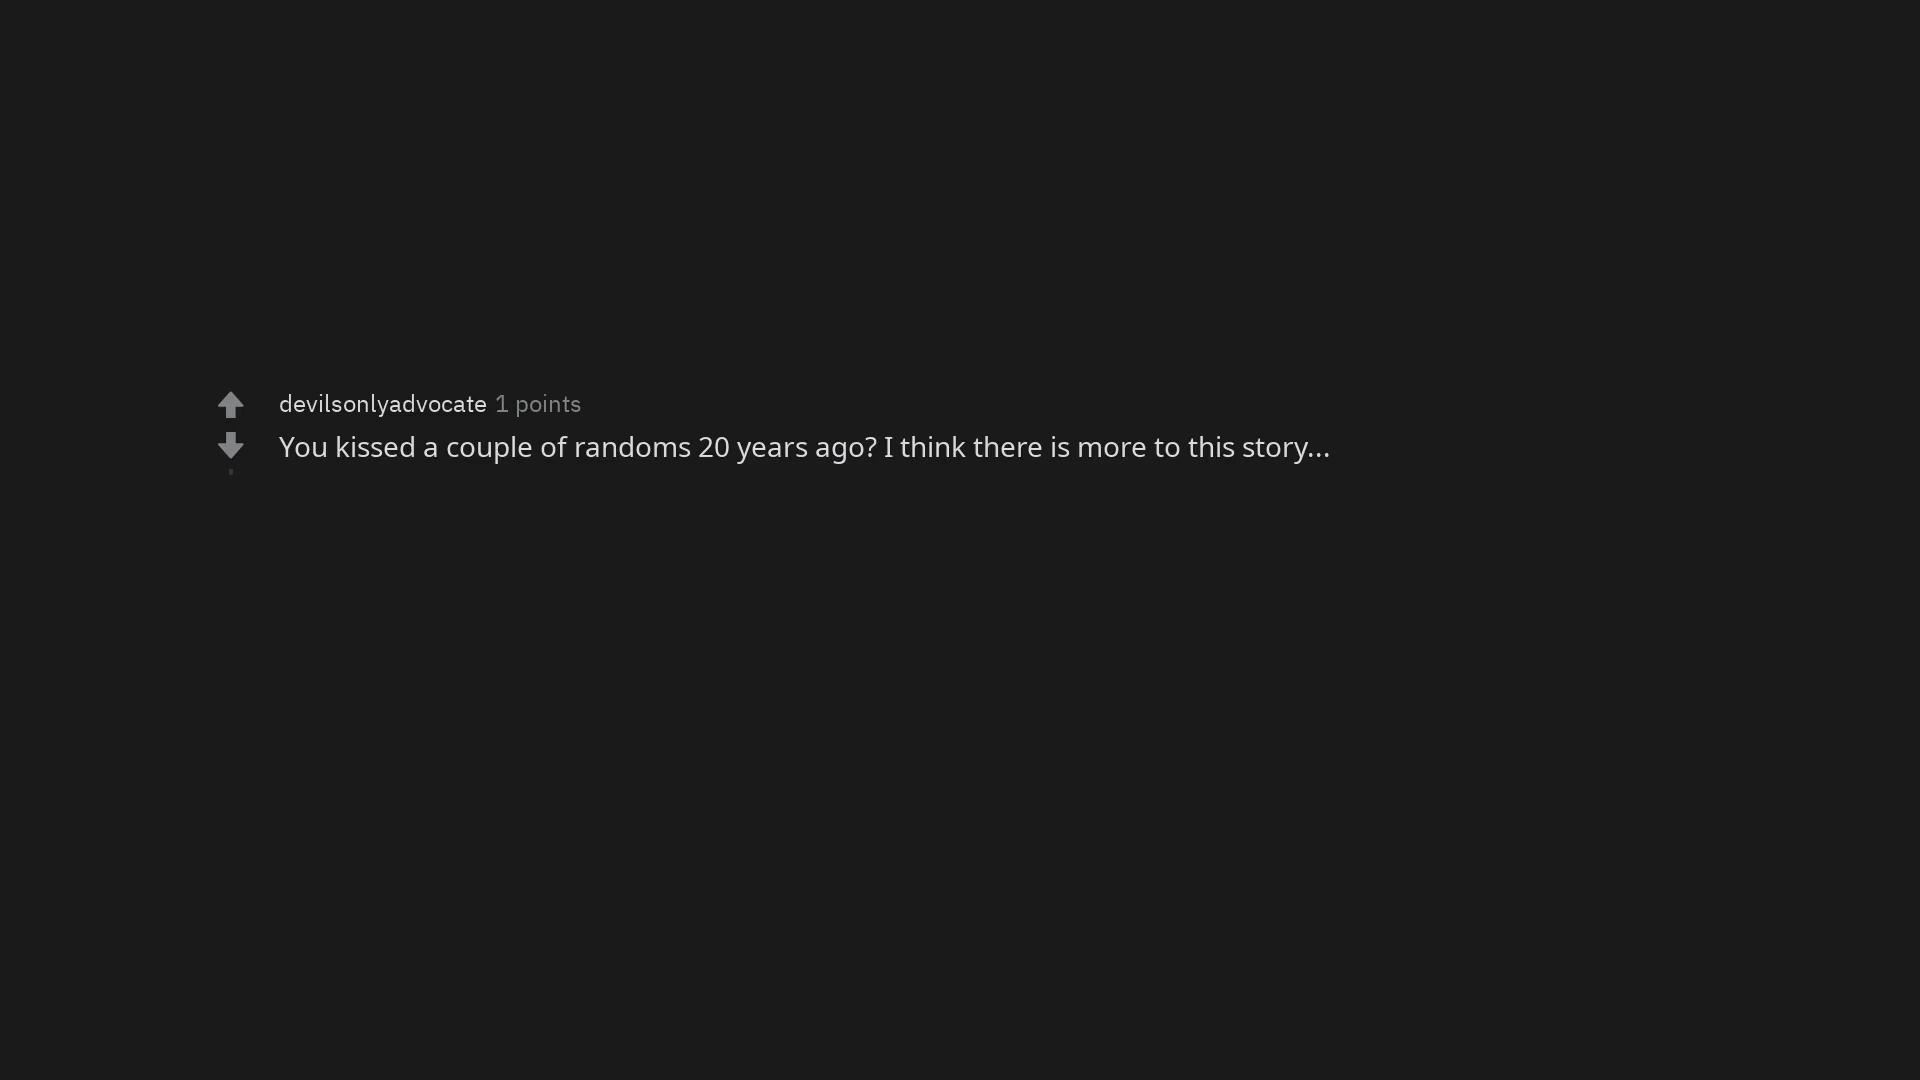 devilsonlyadvocate 1 points
You kissed a couple of randoms 20 years ago? I think there is more to this story...